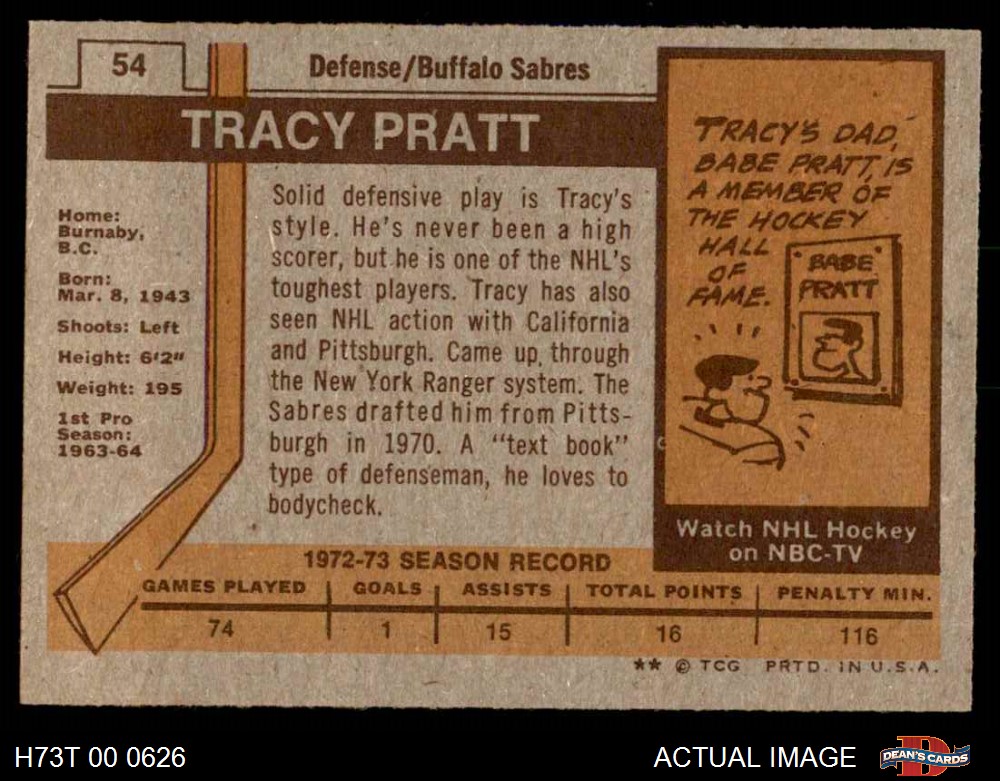 54
Defense/Buffalo Sabres
TRACY PRATT
Home:
Burnaby,
B.C.
Born:
Mar. 8, 1943
Shoots: Left
Height: 6'2"
Weight: 195
1st Pro
Season:
1963-64
Solid defensive play is Tracy's
style. He's never been a high
scorer, but he is one of the NHL's
toughest players. Tracy has also
seen NHL action with California
and Pittsburgh. Came up through
the New York Ranger system. The
Sabres drafted him from Pitts-
burgh in 1970. A "text book"
type of defenseman, he loves to
bodycheck.
TRACY'S DAD,
BABE PRATT, IS
A MEMBER OF
THE HOCKEY
HALL
OF
FAME.
BABE
PRATT
Watch NHL Hockey
on NBC-TV
1972-73 SEASON RECORD
GAMES PLAYED GOALS ASSISTS TOTAL POINTS PENALTY MIN.
74 1 15 16 116
** © TCG PRTD. IN U.S.A.
H73T 00 0626
ACTUAL IMAGE
DEAN'S CARDS